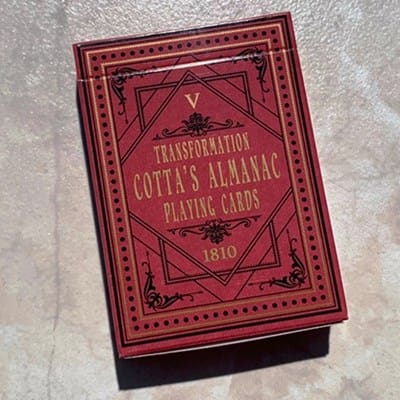 V
TRANSFORMATION
COTTA'S ALMANAC
PLAYING CARDS
1810